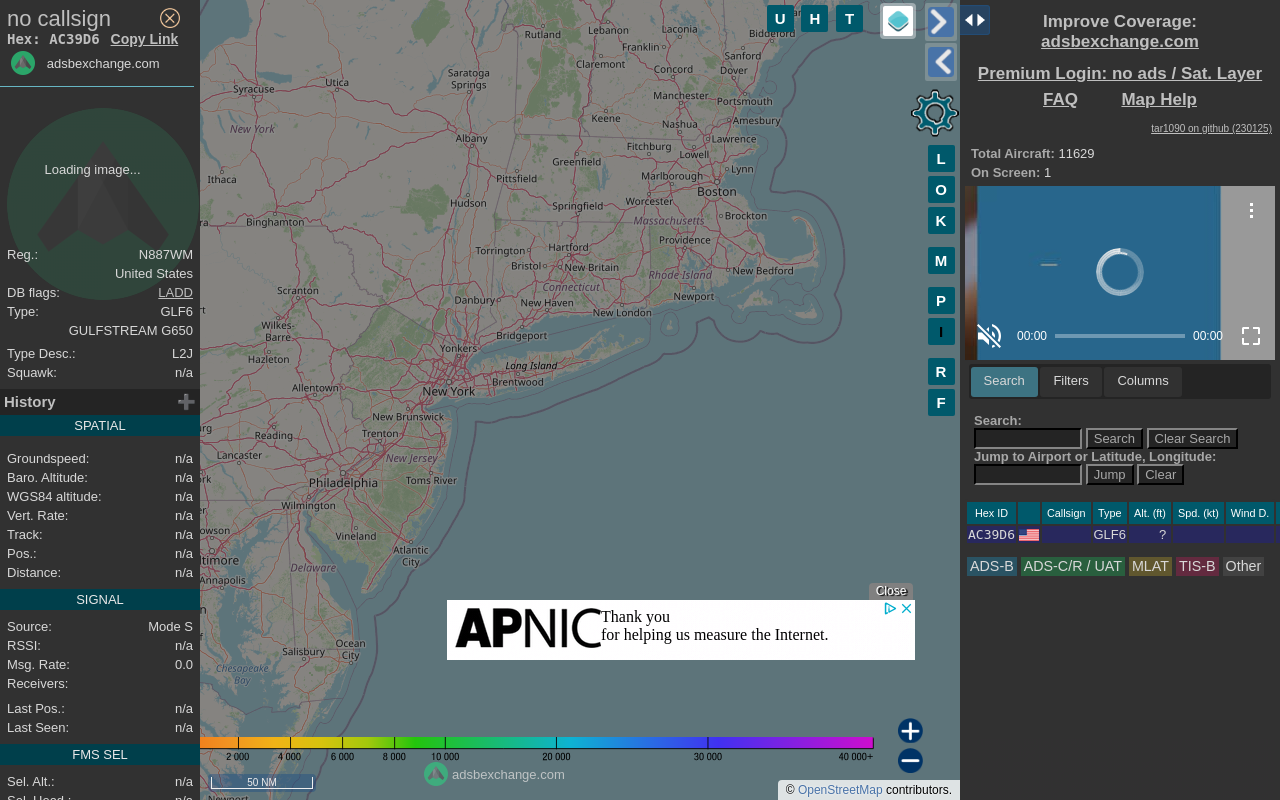 no callsign
Hex: AC39D6 Copy Link
adsbexchange.com
Loading image...
Reg.: N887WM
United States
DB flags: LADD
Type: GLF6
GULFSTREAM G650
Type Desc.: L2J
Squawk: n/a
History
SPATIAL
Groundspeed: n/a
Baro. Altitude: n/a
WGS84 altitude: n/a
Vert. Rate: n/a
Track: n/a
Pos.: n/a
Distance: n/a
SIGNAL
Source: Mode S
RSSI: n/a
Msg. Rate: 0.0
Receivers:
Last Pos.: n/a
Last Seen: n/a
FMS SEL
Sel. Alt.: n/a
U H T
L
O
K
M
P
I
R
F
Rutland
Lebanon
Laconia
Biddeford
Franklin
Claremont
Sanford
Concord
Dover
Saratoga
Springs
Utica
Syracuse
Manchester
Portsmouth
Keene
Nashua
Amesbury
New York
Albany
Lawrence
Fitchburg
Lowell
Greenfield
Ithaca
Pittsfield
Marlborough
Lynn
Boston
Hudson
Springfield
Worcester
Binghamton
Massachusetts
Brockton
Torrington
Hartford
Providence
Bristol
New Britain
Rhode Island
New Bedford
Scranton
Connecticut
Danbury
New Haven
Newport
New London
Wilkes-
Barre
Bridgeport
Yonkers
Hazleton
Long Island
Allentown
New York
Brentwood
New Brunswick
Reading
Trenton
Lancaster
New Jersey
Philadelphia
Toms River
Wilmington
Vineland
Atlantic
City
Annapolis
Delaware
Salisbury
Ocean
City
Chesapeake
Bay
Close
APNIC
Thank you
for helping us measure the Internet.
2 000 4 000 6 000 8 000 10 000 20 000 30 000 40 000+
adsbexchange.com
50 NM
© OpenStreetMap contributors.
Improve Coverage:
adsbexchange.com
Premium Login: no ads / Sat. Layer
FAQ Map Help
tar1090 on github (230125)
Total Aircraft: 11629
On Screen: 1
00:00 00:00
Search Filters Columns
Search:
Search Clear Search
Jump to Airport or Latitude, Longitude:
Jump Clear
Hex ID Callsign Type Alt. (ft) Spd. (kt) Wind D.
AC39D6 GLF6 ?
ADS-B ADS-C/R / UAT MLAT TIS-B Other